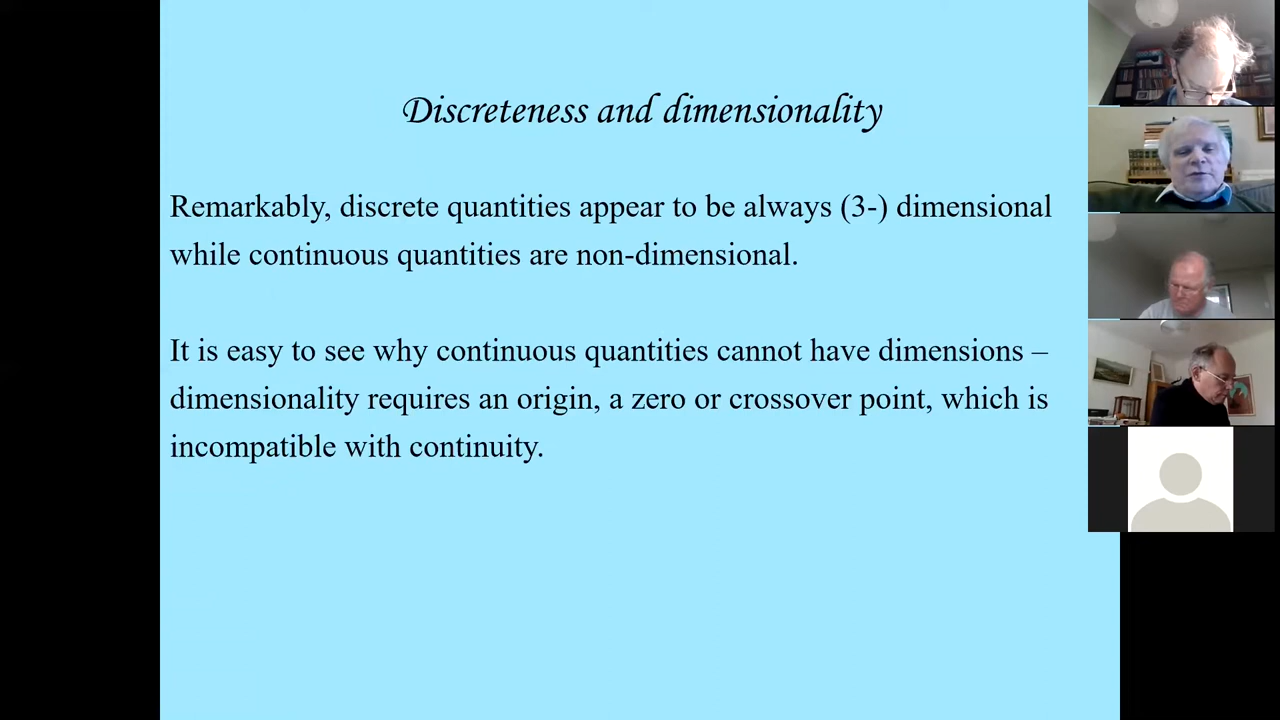 Discreteness and dimensionality
Remarkably, discrete quantities appear to be always (3-) dimensional
while continuous quantities are non-dimensional.
It is easy to see why continuous quantities cannot have dimensions –
dimensionality requires an origin, a zero or crossover point, which is
incompatible with continuity.